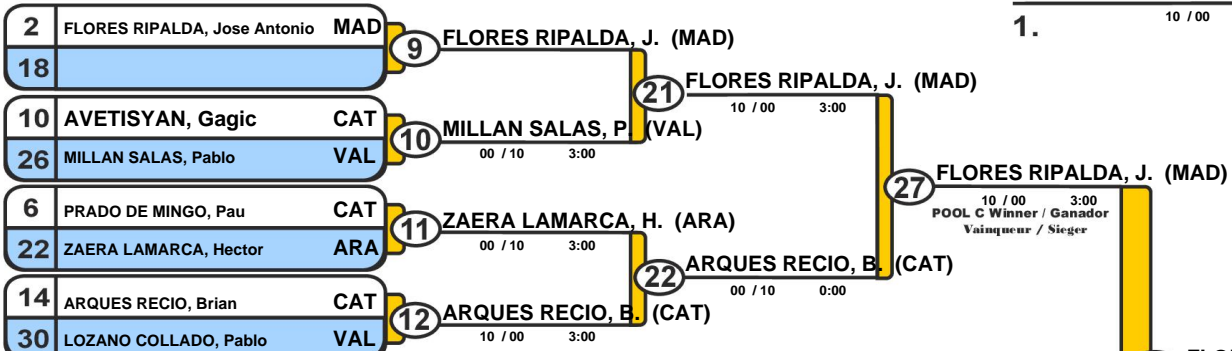 2 FLORES RIPALDA, Jose Antonio MAD
18
10 AVETISYAN, Gagic CAT
26 MILLAN SALAS, Pablo VAL
6 PRADO DE MINGO, Pau CAT
22 ZAERA LAMARCA, Hector ARA
14 ARQUES RECIO, Brian CAT
30 LOZANO COLLADO, Pablo VAL
9 FLORES RIPALDA, J. (MAD)
10 MILLAN SALAS, P. (VAL)
00 / 10 3:00
11 ZAERA LAMARCA, H. (ARA)
00 / 10 3:00
12 ARQUES RECIO, B. (CAT)
10 / 00 3:00
21 FLORES RIPALDA, J. (MAD)
10 / 00 3:00
22 ARQUES RECIO, B. (CAT)
00 / 10 0:00
27 FLORES RIPALDA, J. (MAD)
10 / 00 3:00
POOL C Winner / Ganador
Vainqueur / Sieger
1.
10 / 00